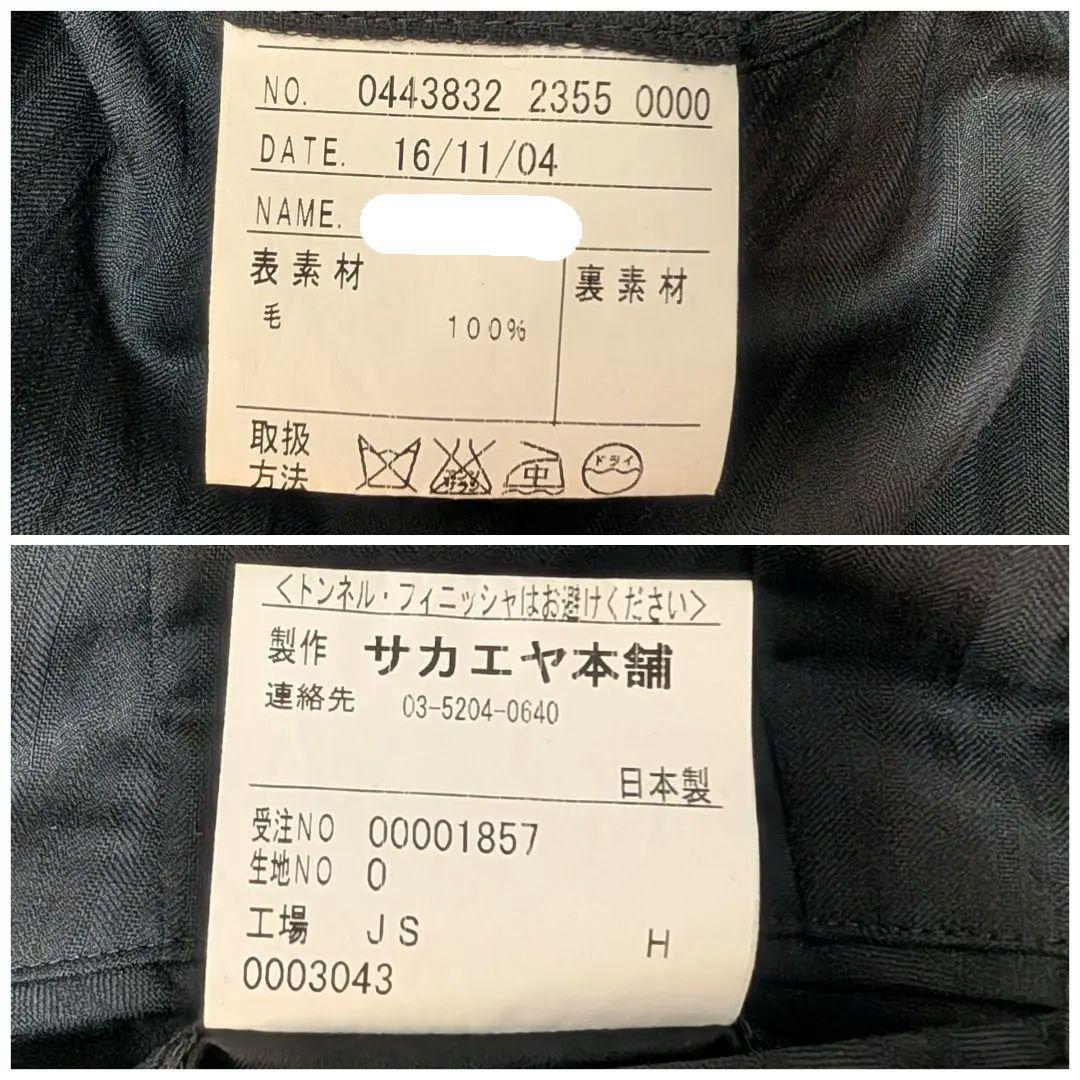 NO. 0443832 2355 0000
DATE. 16/11/04
NAME.
表素材 裏素材
毛 100%
取扱
方法 中 ドライ
<トンネル・フィニッシャはお避けください>
製作 サカエヤ本舗
連絡先 03-5204-0640
日本製
受注NO 00001857
生地NO 0
工場 JS H
0003043